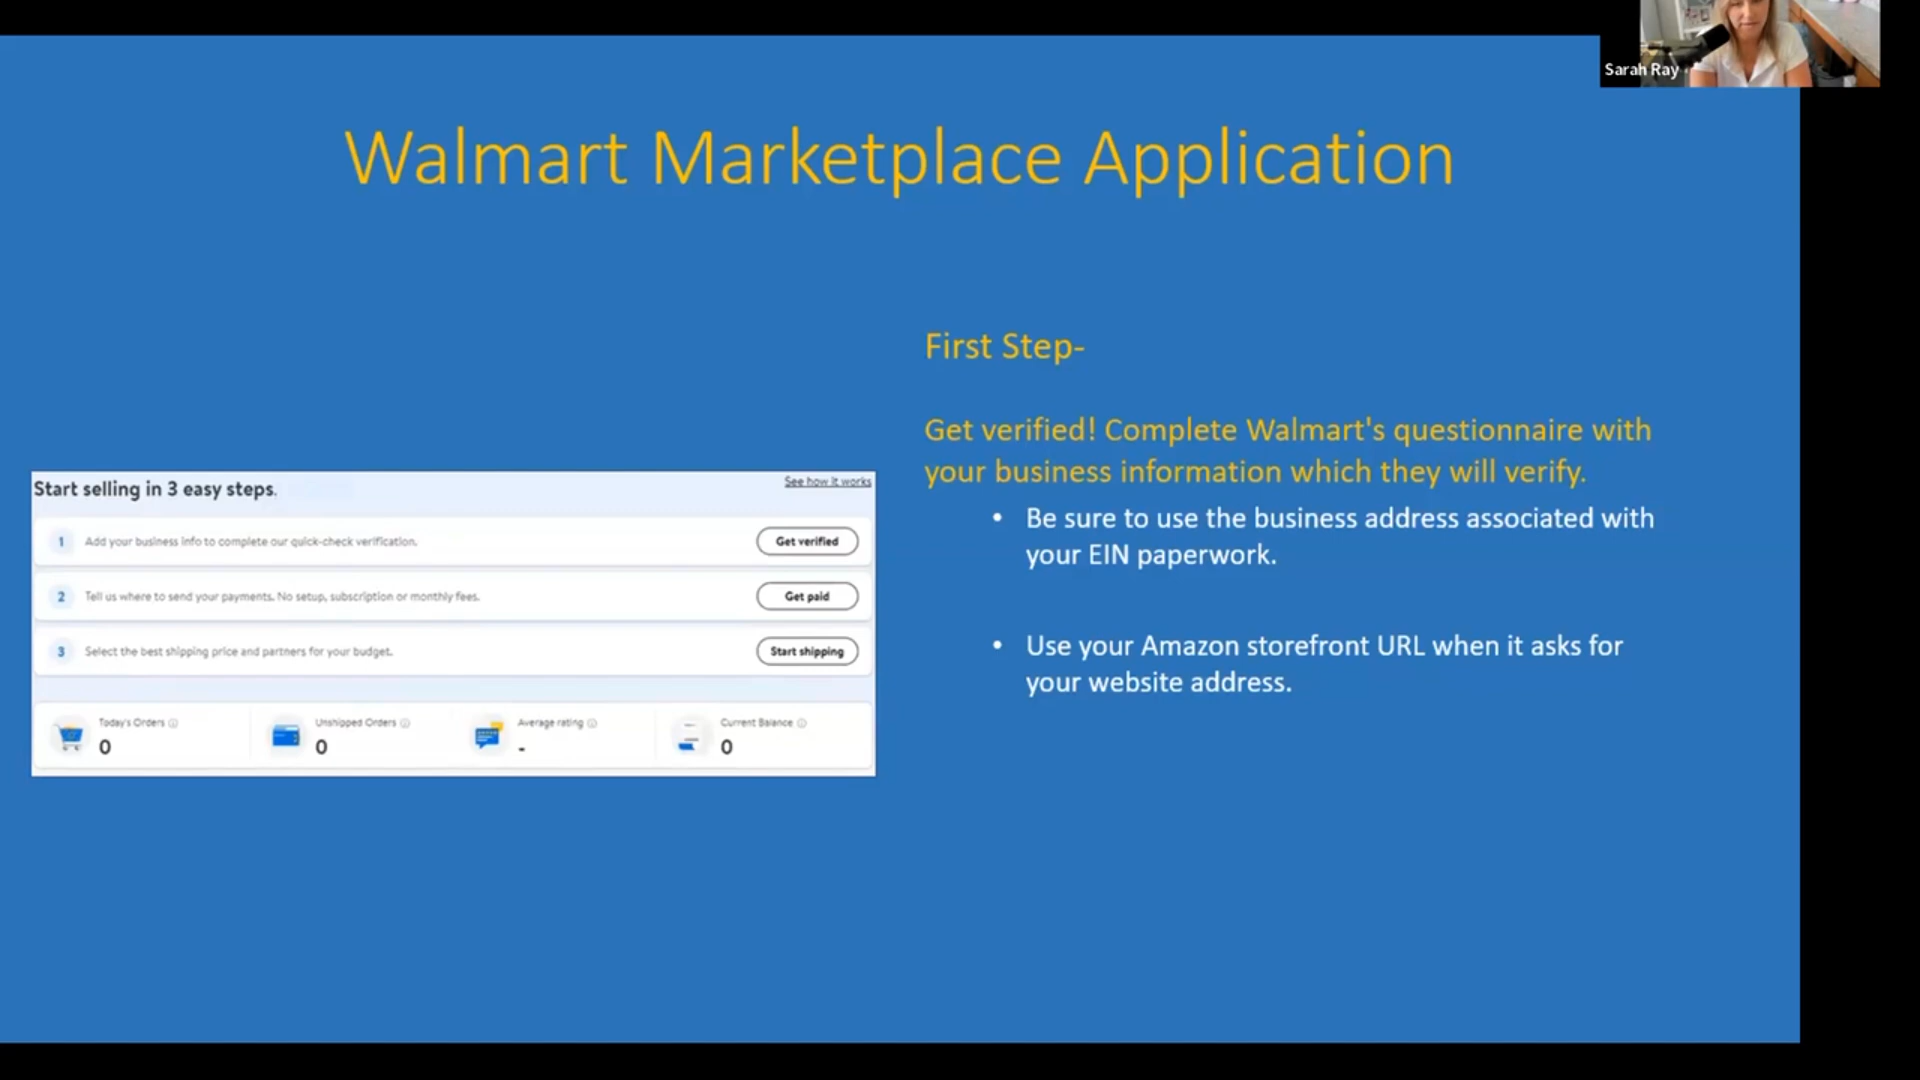 Sarah Ray
Walmart Marketplace Application
First Step-
Get verified! Complete Walmart's questionnaire with
your business information which they will verify.
• Be sure to use the business address associated with
your EIN paperwork.
• Use your Amazon storefront URL when it asks for
your website address.
Start selling in 3 easy steps.
See how it works
1 Add your business info to complete our quick-check verification. Get verified
2 Tell us where to send your payments. No setup, subscription or monthly fees. Get paid
3 Select the best shipping price and partners for your budget. Start shipping
Today's Orders Unshipped Orders Average rating Current Balance
0 0 - 0